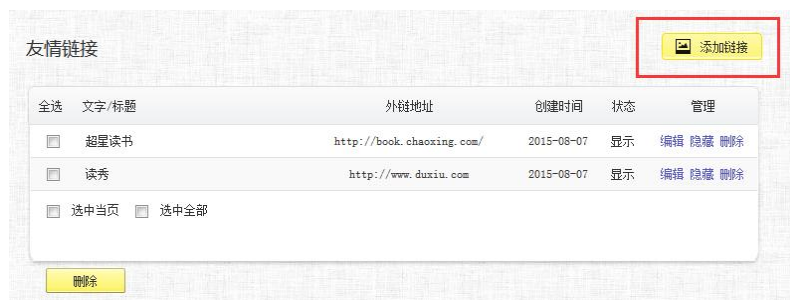 友情链接
添加链接
全选 文字/标题 外链地址 创建时间 状态 管理
超星读书 http://book.chaoxing.com/ 2015-08-07 显示 编辑 隐藏 删除
读秀 http://www.duxiu.com 2015-08-07 显示 编辑 隐藏 删除
选中当页 选中全部
删除